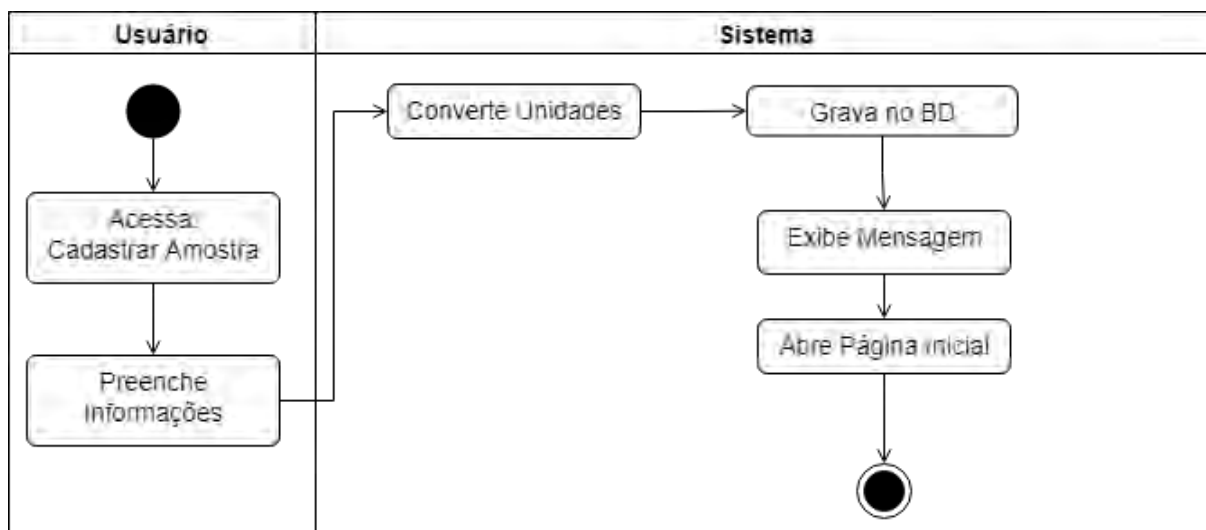 Usuário
Sistema
Converte Unidades
Grava no BD
Acessa:
Cadastrar Amostra
Exibe Mensagem
Abre Página inicial
Preenche
Informações